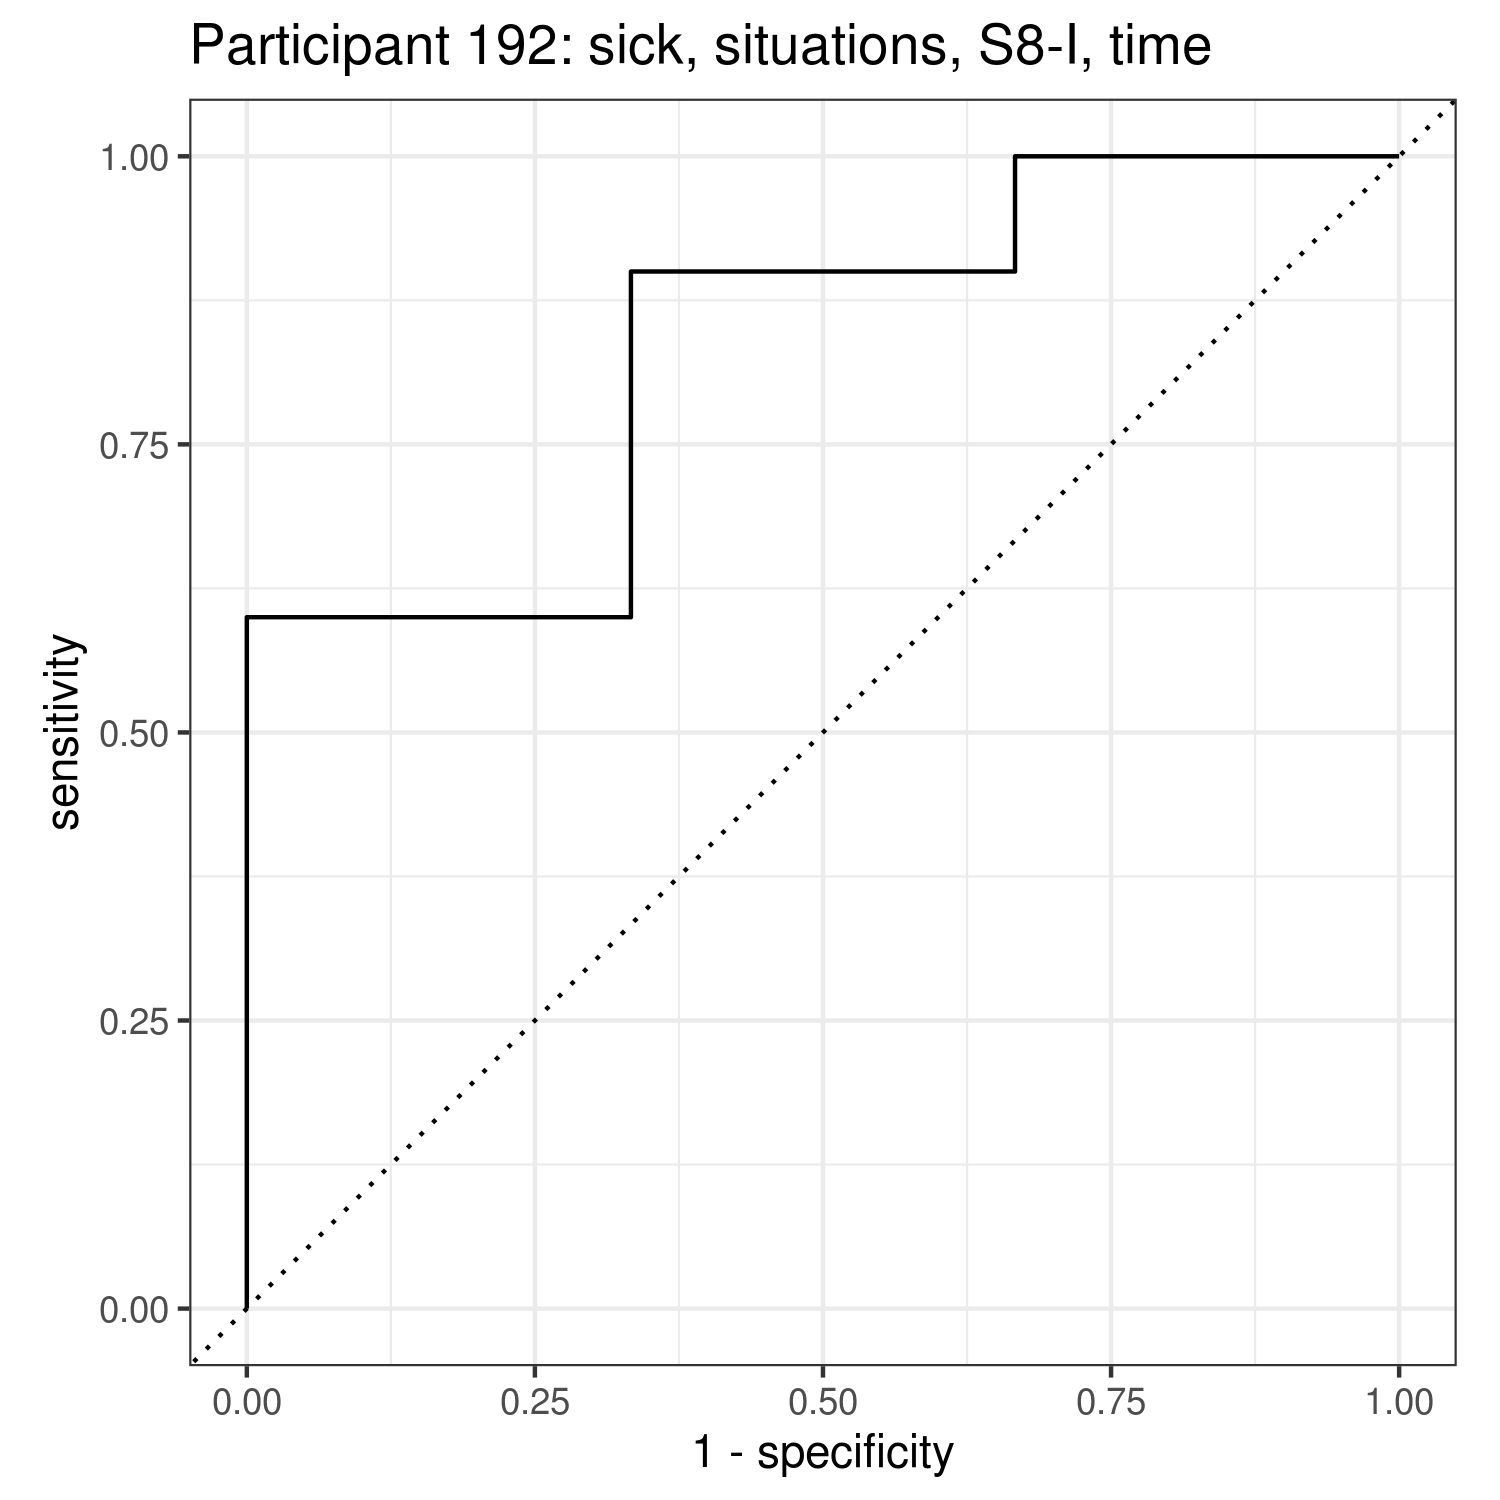 Participant 192: sick, situations, S8-I, time
1.00
0.75
0.50
0.25
0.00
sensitivity
0.00 0.25 0.50 0.75 1.00
1 - specificity